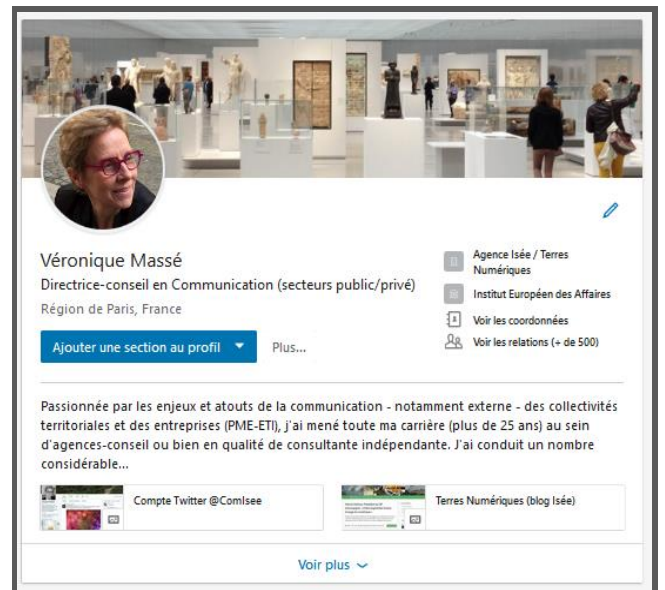 Véronique Massé
Directrice-conseil en Communication (secteurs public/privé)
Région de Paris, France
Ajouter une section au profil
Plus...
Agence Isée / Terres
Numériques
Institut Européen des Affaires
Voir les coordonnées
Voir les relations (+ de 500)
Passionnée par les enjeux et atouts de la communication - notamment externe - des collectivités
territoriales et des entreprises (PME-ETI), j'ai mené toute ma carrière (plus de 25 ans) au sein
d'agences-conseil ou bien en qualité de consultante indépendante. J'ai conduit un nombre
considérable...
Compte Twitter @ComIsee
Terres Numériques (blog Isée)
Voir plus